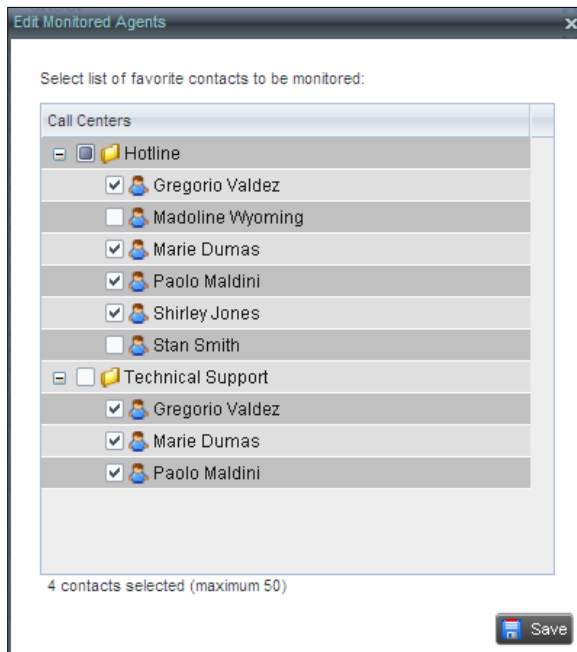 Edit Monitored Agents
Select list of favorite contacts to be monitored:
Call Centers
Hotline
Gregorio Valdez
Madoline Wyoming
Marie Dumas
Paolo Maldini
Shirley Jones
Stan Smith
Technical Support
Gregorio Valdez
Marie Dumas
Paolo Maldini
4 contacts selected (maximum 50)
Save